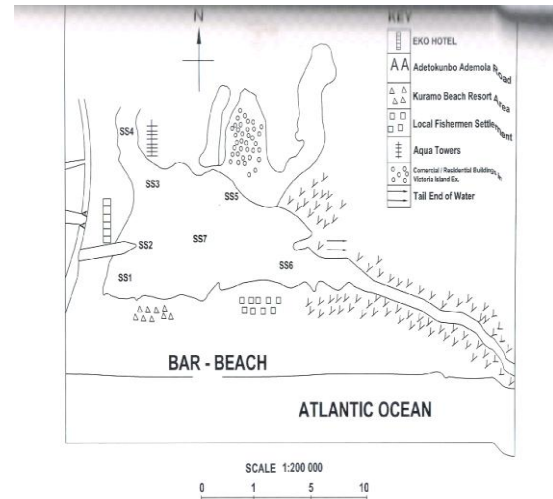 N
KEY
EKO HOTEL
AA Adetokunbo Ademola Road
Kuramo Beach Resort Area
Local Fishermen Settlement
Aqua Towers
Comercial / Residential Buildings in
Victoria Island Ex.
Tail End of Water
SS4
SS3
SS5
SS2
SS7
SS6
SS1
BAR - BEACH
ATLANTIC OCEAN
SCALE 1:200 000
0 1 5 10